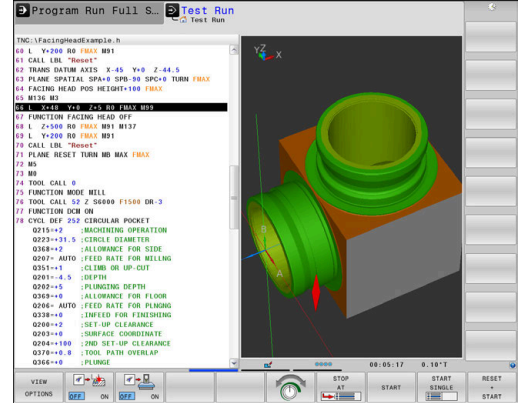 Program Run Full S…
Test Run
Test Run
TNC:\FacingHeadExample.h
60 L Y+200 R0 FMAX M91
61 CALL LBL "Reset"
62 TRANS DATUM AXIS X-45 Y+0 Z-44.5
63 PLANE SPATIAL SPA+0 SPB-90 SPC+0 TURN FMAX
64 FACING HEAD POS HEIGHT+100 FMAX
65 M136 M3
66 L X+48 Y+0 Z+5 R0 FMAX M99
67 FUNCTION FACING HEAD OFF
68 L Z+500 R0 FMAX M91 M137
69 L Y+200 R0 FMAX M91
70 CALL LBL "Reset"
71 PLANE RESET TURN MB MAX FMAX
72 M5
73 M0
74 TOOL CALL 0
75 FUNCTION MODE MILL
76 TOOL CALL 52 Z S6000 F1500 DR-3
77 FUNCTION DCM ON
78 CYCL DEF 252 CIRCULAR POCKET
Q215=+2 ;MACHINING OPERATION
Q223=+31.5 ;CIRCLE DIAMETER
Q368=+2 ;ALLOWANCE FOR SIDE
Q207= AUTO ;FEED RATE FOR MILLNG
Q351=+1 ;CLIMB OR UP-CUT
Q201=-4.5 ;DEPTH
Q202=+5 ;PLUNGING DEPTH
Q369=+0 ;ALLOWANCE FOR FLOOR
Q206= AUTO ;FEED RATE FOR PLNGNG
Q338=+0 ;INFEED FOR FINISHING
Q200=+2 ;SET-UP CLEARANCE
Q203=+0 ;SURFACE COORDINATE
Q204=+100 ;2ND SET-UP CLEARANCE
Q370=+0.8 ;TOOL PATH OVERLAP
Q366=+0 ;PLUNGE
Y Z X
B
A
00:05:17 0.10*T
VIEW OPTIONS
OFF ON
OFF ON
STOP AT
START
START SINGLE
RESET + START